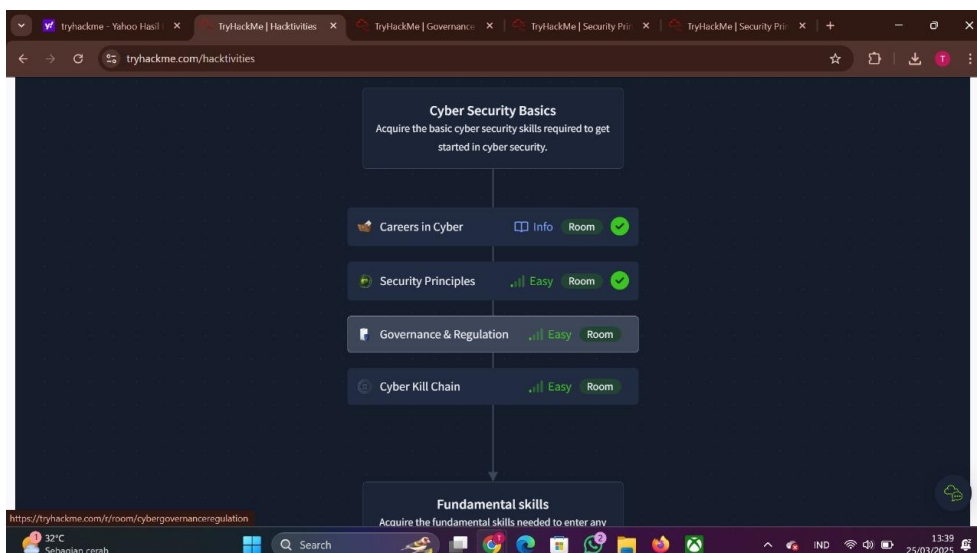 tryhackme - Yahoo Hasil
TryHackMe | Hacktivities
TryHackMe | Governance
TryHackMe | Security Prin
TryHackMe | Security Prin
tryhackme.com/hacktivities
T
Cyber Security Basics
Acquire the basic cyber security skills required to get
started in cyber security.
Careers in Cyber Info Room
Security Principles Easy Room
Governance & Regulation Easy Room
Cyber Kill Chain Easy Room
Fundamental skills
Acquire the fundamental skills needed to enter any
https://tryhackme.com/r/room/cybergovernanceregulation
1
32°C
Sebagian cerah
Search
2
IND
13:39
25/03/2025